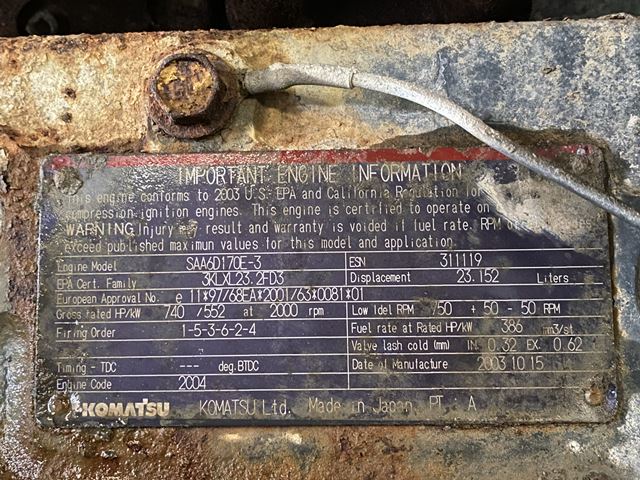 IMPORTANT ENGINE INFORMATION
This engine conforms to 2003 U.S. EPA and California Regulation for
compression ignition engines. This engine is certified to operate on
WARNING Injury may result and warranty is voided if fuel rate. RPM or
exceed published maximun values for this model and application.
Engine Model SAA6D170E-3 ESN 311119
EPA Cert. Family 3KLXL23.2FD3 Displacement 23.152 Liters
European Approval No. e 11*97768EA*2001/63*0081*01
Gross rated HP/kW 740 /552 at 2000 rpm Low Idel RPM 750 + 50 - 50 RPM
Firing Order 1-5-3-6-2-4 Fuel rate at Rated HP/kW 386 mm3/st
Valve lash cold (mm) IN 0.32 EX 0.62
Timing - TDC --- deg.BTDC Date of Manufacture 2003 10 15
Engine Code 2004
KOMATSU KOMATSU Ltd. Made in Japan PT : A